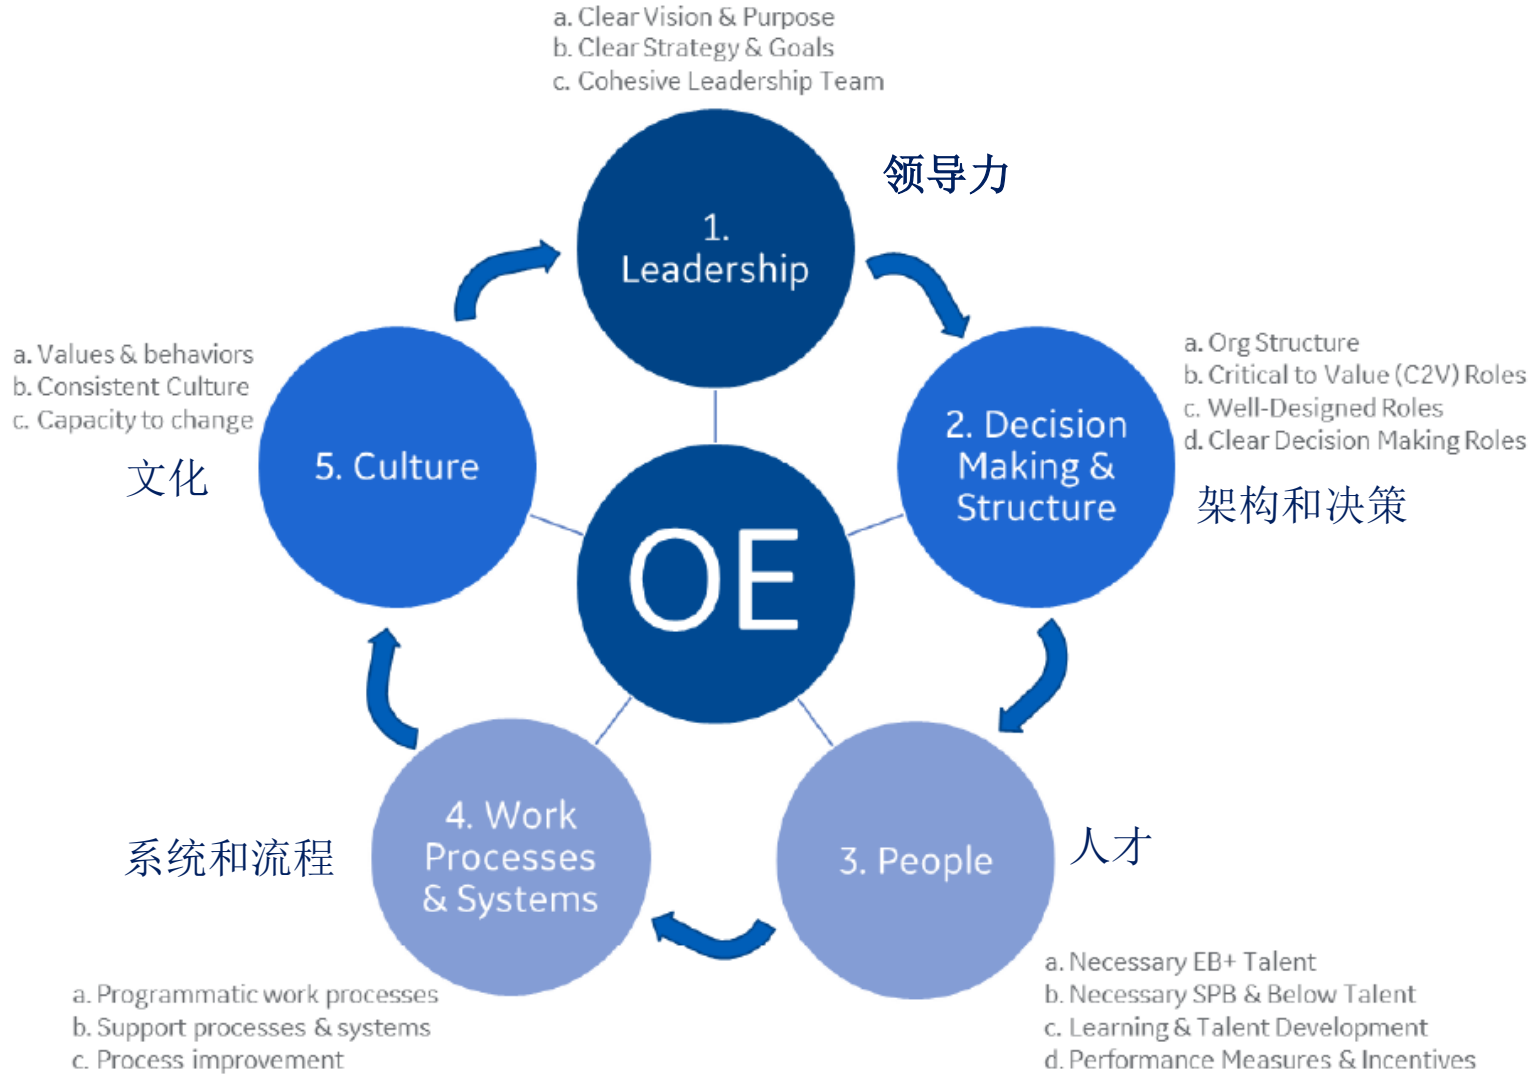 a. Clear Vision & Purpose
b. Clear Strategy & Goals
c. Cohesive Leadership Team
领导力
1.
Leadership
a. Org Structure
b. Critical to Value (C2V) Roles
c. Well-Designed Roles
d. Clear Decision Making Roles
2. Decision
Making &
Structure
架构和决策
a. Values & behaviors
b. Consistent Culture
c. Capacity to change
文化
5. Culture
OE
3. People
人才
a. Necessary EB+ Talent
b. Necessary SPB & Below Talent
c. Learning & Talent Development
d. Performance Measures & Incentives
4. Work
Processes
& Systems
系统和流程
a. Programmatic work processes
b. Support processes & systems
c. Process improvement